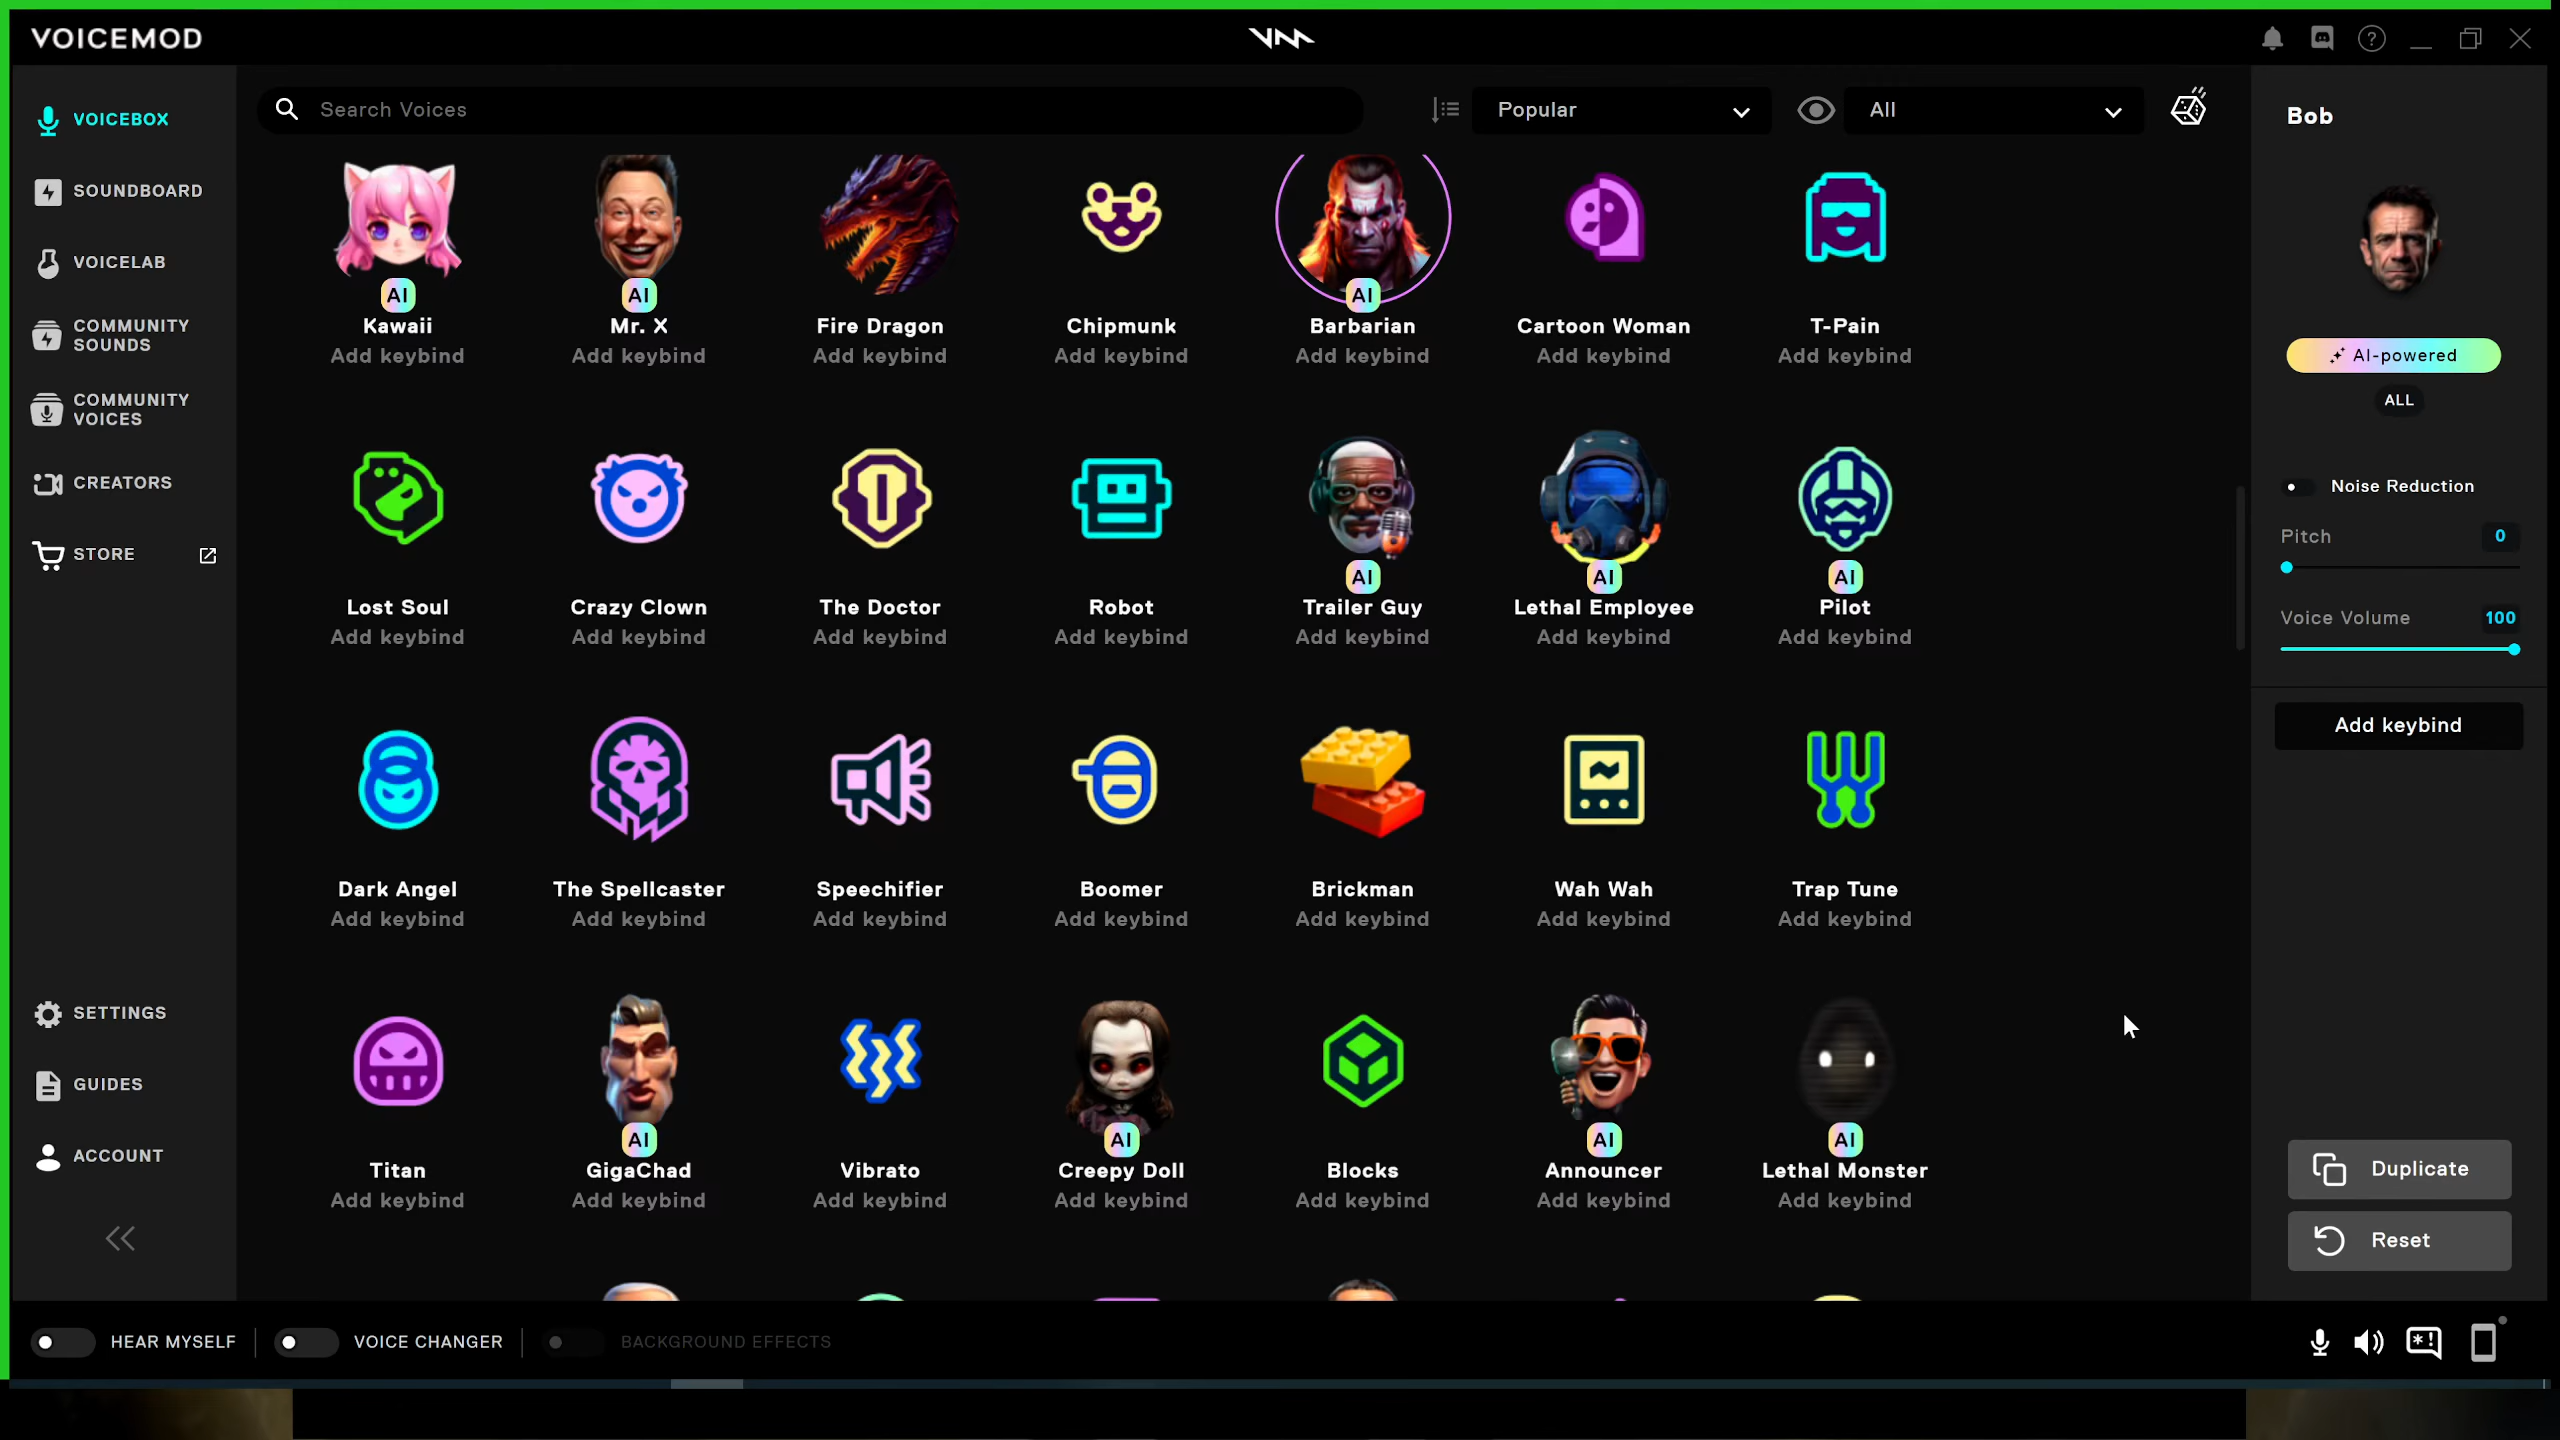 VOICEMOD
VOICEBOX
SOUNDBOARD
VOICELAB
COMMUNITY
SOUNDS
COMMUNITY
VOICES
CREATORS
STORE
SETTINGS
GUIDES
ACCOUNT
Search Voices
Popular
All
AI
AI
AI
Kawaii
Mr. X
Fire Dragon
Chipmunk
Barbarian
Cartoon Woman
T-Pain
Add keybind
Add keybind
Add keybind
Add keybind
Add keybind
Add keybind
Add keybind
AI
AI
AI
Lost Soul
Crazy Clown
The Doctor
Robot
Trailer Guy
Lethal Employee
Pilot
Add keybind
Add keybind
Add keybind
Add keybind
Add keybind
Add keybind
Add keybind
Dark Angel
The Spellcaster
Speechifier
Boomer
Brickman
Wah Wah
Trap Tune
Add keybind
Add keybind
Add keybind
Add keybind
Add keybind
Add keybind
Add keybind
AI
AI
AI
AI
Titan
GigaChad
Vibrato
Creepy Doll
Blocks
Announcer
Lethal Monster
Add keybind
Add keybind
Add keybind
Add keybind
Add keybind
Add keybind
Add keybind
Bob
AI-powered
ALL
Noise Reduction
Pitch 0
Voice Volume 100
Add keybind
Duplicate
Reset
HEAR MYSELF
VOICE CHANGER
BACKGROUND EFFECTS